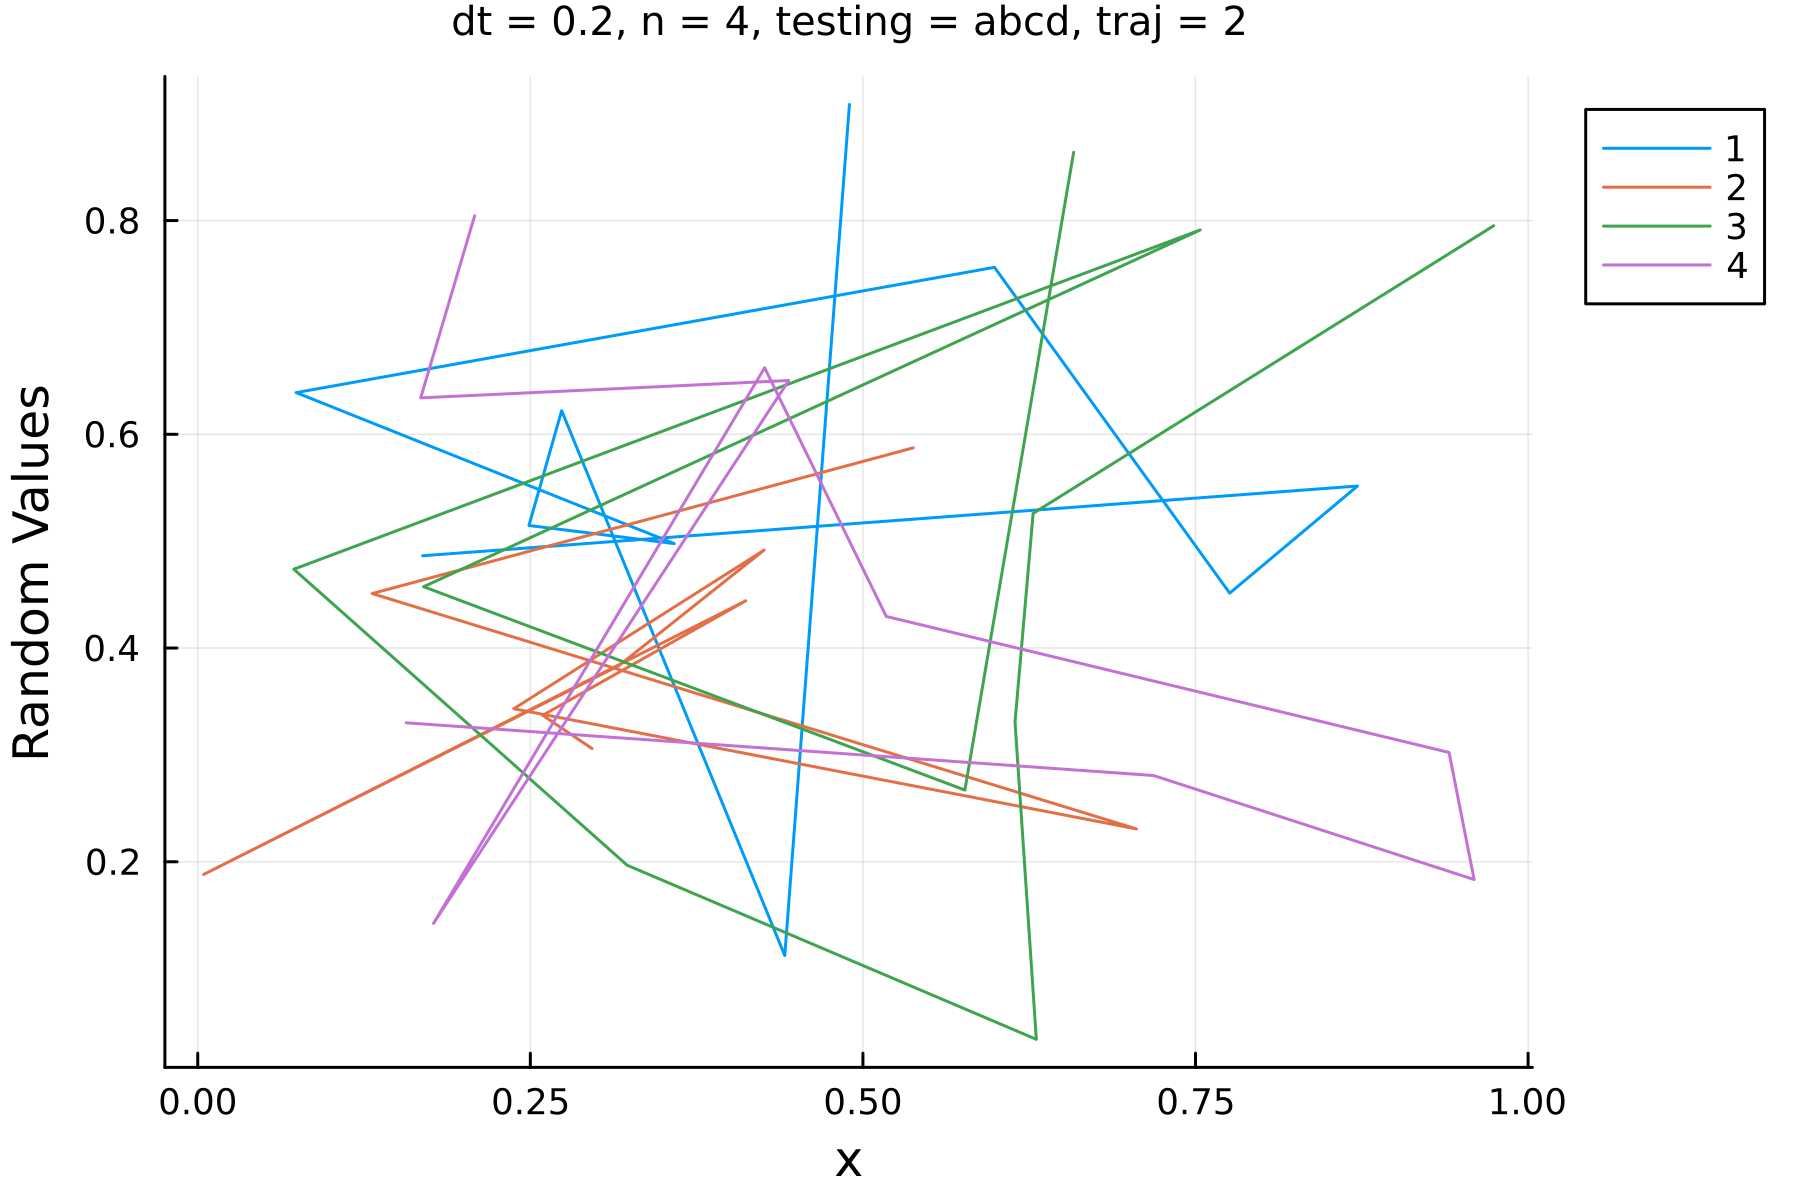 dt = 0.2, n = 4, testing = abcd, traj = 2
1
2
3
4
Random Values
0.8
0.6
0.4
0.2
0.00 0.25 0.50 0.75 1.00
x